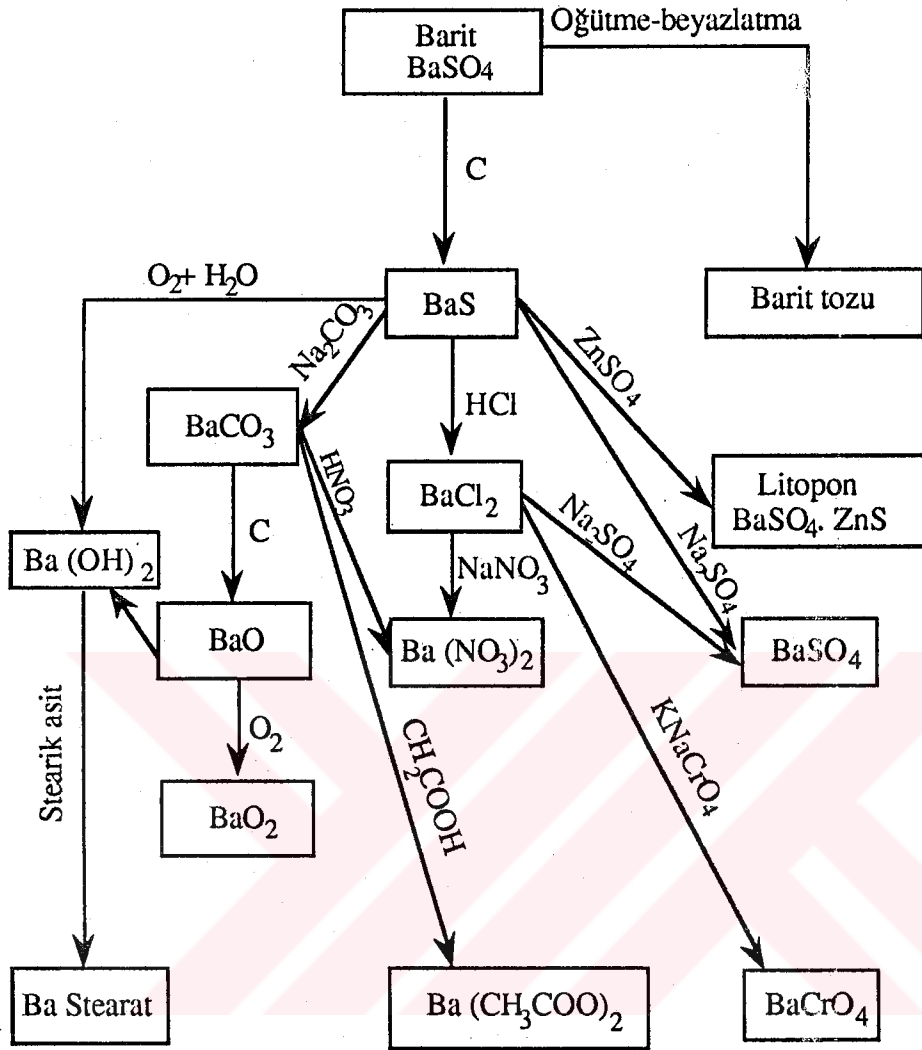 Oğütme-beyazlatma
Barit
BaSO4
C
O2+ H2O
BaS
Barit tozu
Na2CO3
ZnSO4
HCl
BaCO3
HNO3
BaCl2
Na2SO4
Na2SO4
Litopon
BaSO4. ZnS
C
NaNO3
Ba (OH) 2
BaO
Ba (NO3)2
BaSO4
O2
Stearik asit
CH2COOH
KNaCrO4
BaO2
Ba Stearat
Ba (CH3COO)2
BaCrO4